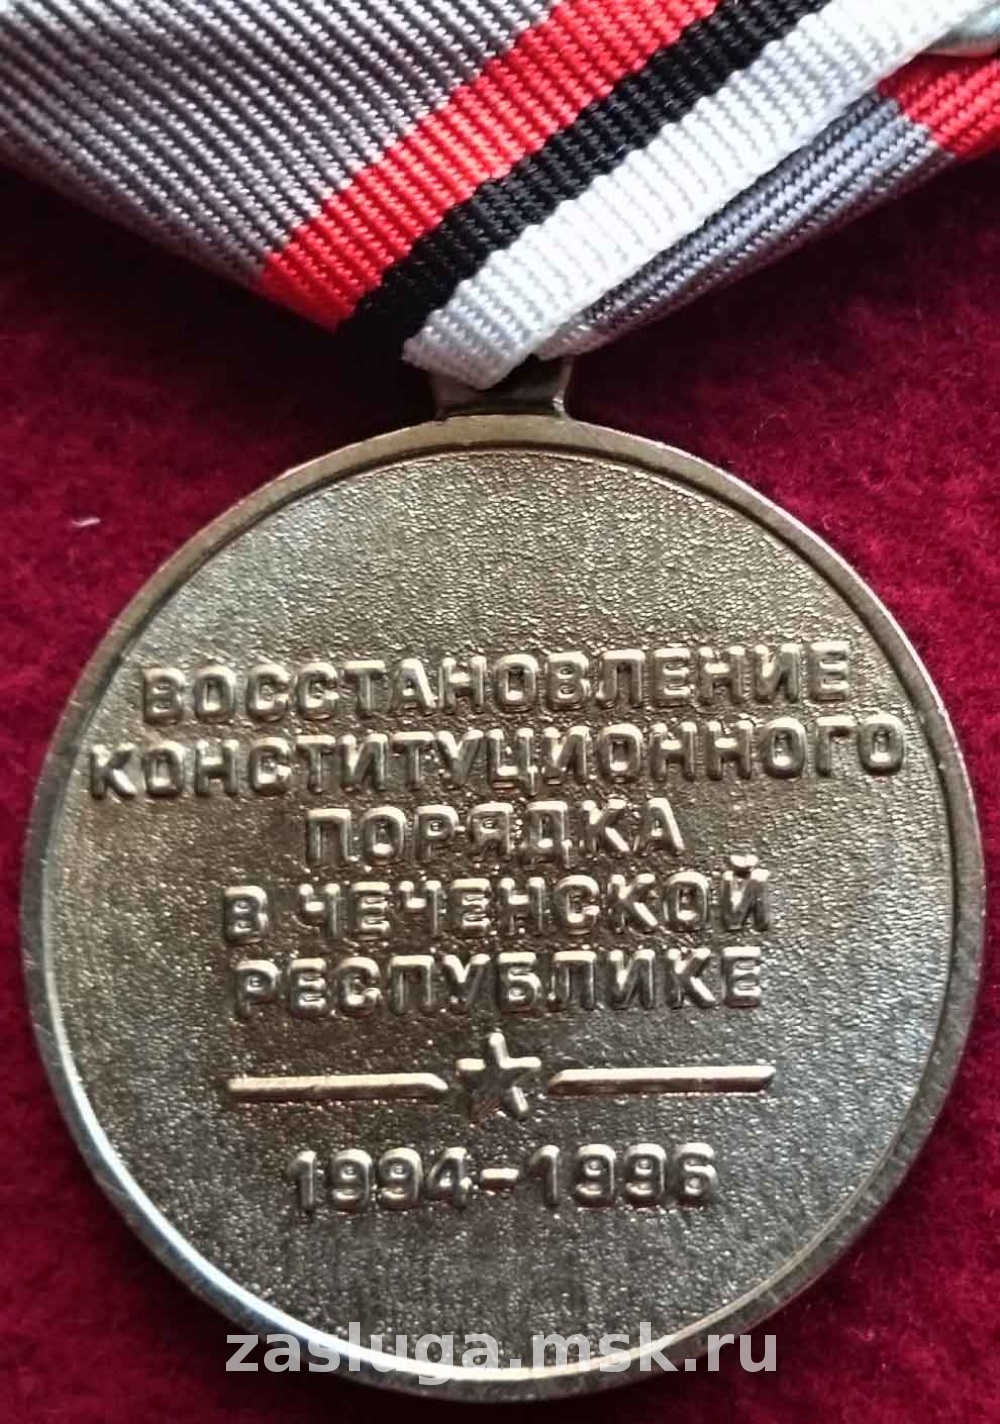 ВОССТАНОВЛЕНИЕ
КОНСТИТУЦИОННОГО
ПОРЯДКА
В ЧЕЧЕНСКОЙ
РЕСПУБЛИКЕ
1994-1996
zasluga.msk.ru